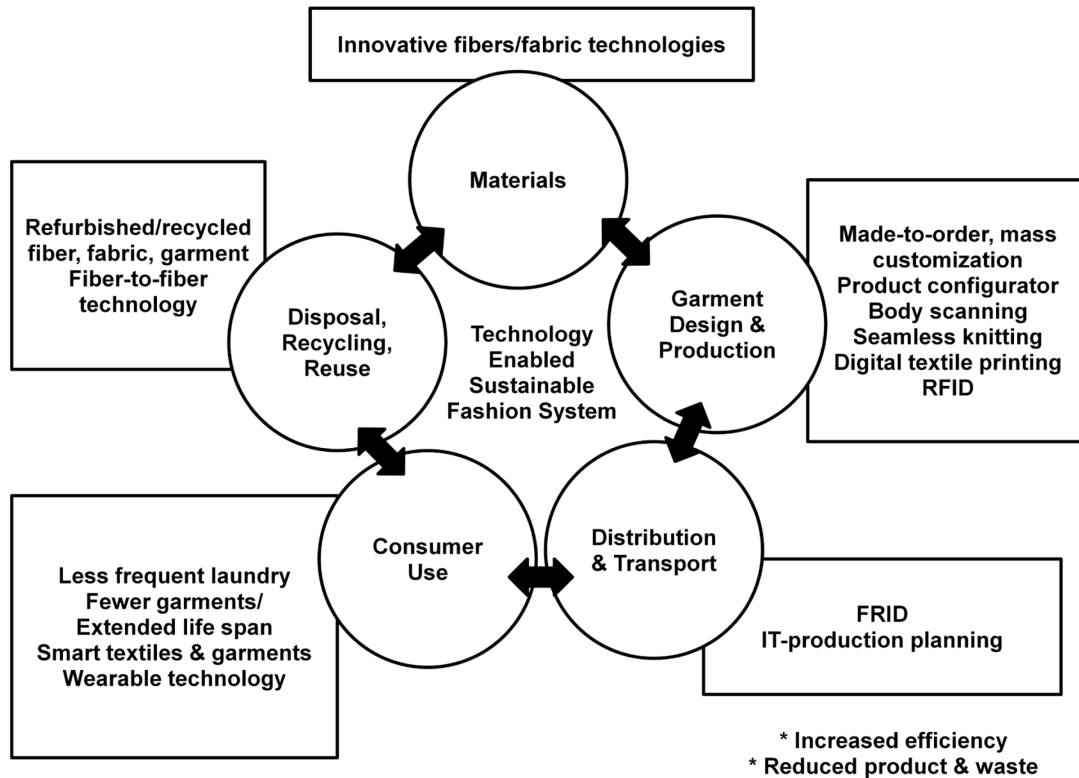 Innovative fibers/fabric technologies
Materials
Refurbished/recycled
fiber, fabric, garment
Fiber-to-fiber
technology
Disposal,
Recycling,
Reuse
Technology
Enabled
Sustainable
Fashion System
Garment
Design &
Production
Made-to-order, mass
customization
Product configurator
Body scanning
Seamless knitting
Digital textile printing
RFID
Less frequent laundry
Fewer garments/
Extended life span
Smart textiles & garments
Wearable technology
Consumer
Use
Distribution
& Transport
FRID
IT-production planning
* Increased efficiency
* Reduced product & waste